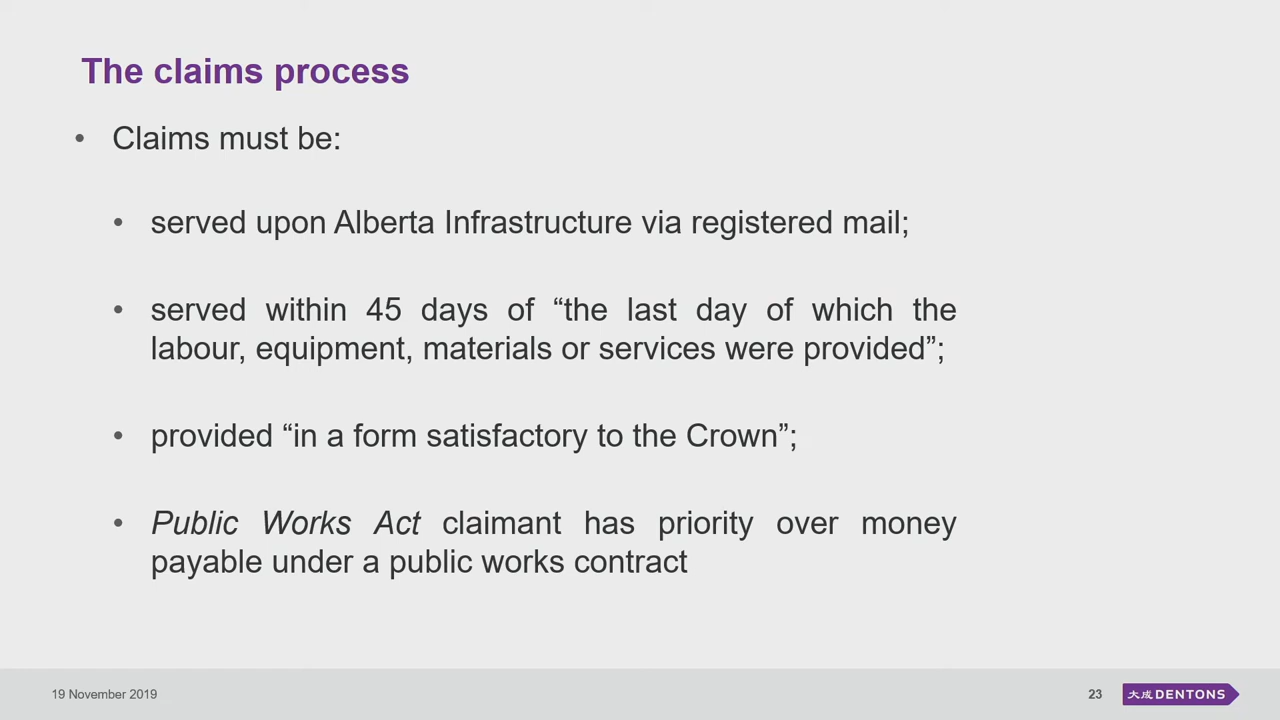 The claims process
• Claims must be:
• served upon Alberta Infrastructure via registered mail;
• served within 45 days of “the last day of which the
labour, equipment, materials or services were provided”;
• provided “in a form satisfactory to the Crown”;
• Public Works Act claimant has priority over money
payable under a public works contract
19 November 2019
23
大成 DENTONS